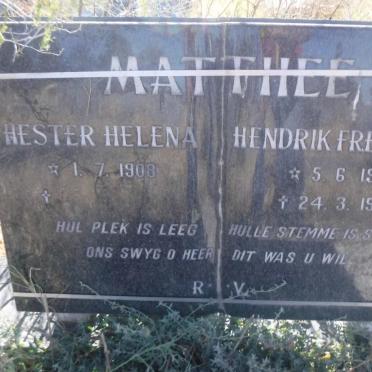 MATTHEE
HESTER HELENA
☆ 1.7.1908
✝
HENDRIK FRE
☆ 5.6.19
✝ 24.3.19
HUL PLEK IS LEEG HULLE STEMME IS S
ONS SWYG O HEER DIT WAS U WIL
R.V.